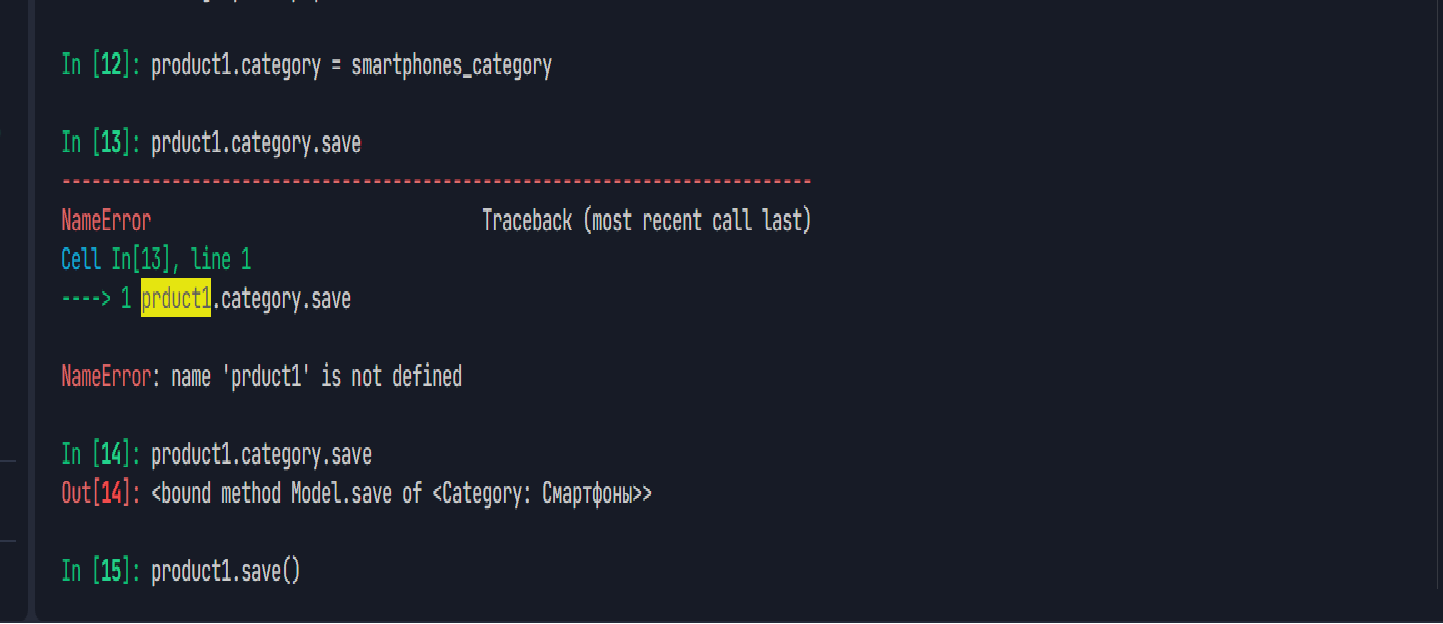 In [12]: product1.category = smartphones_category
In [13]: prduct1.category.save
---------------------------------------------------------------------------
NameError                                 Traceback (most recent call last)
Cell In[13], line 1
----> 1 prduct1.category.save
NameError: name 'prduct1' is not defined
In [14]: product1.category.save
Out[14]: <bound method Model.save of <Category: Смартфоны>>
In [15]: product1.save()